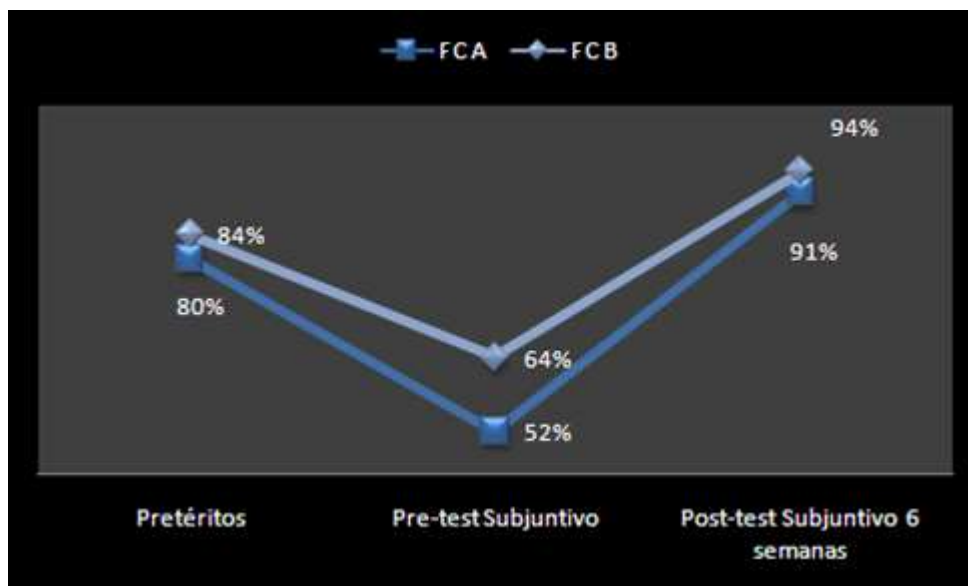 FCA FCB
94%
84%
91%
80%
64%
52%
Pretéritos Pre-test Subjuntivo Post-test Subjuntivo 6
semanas